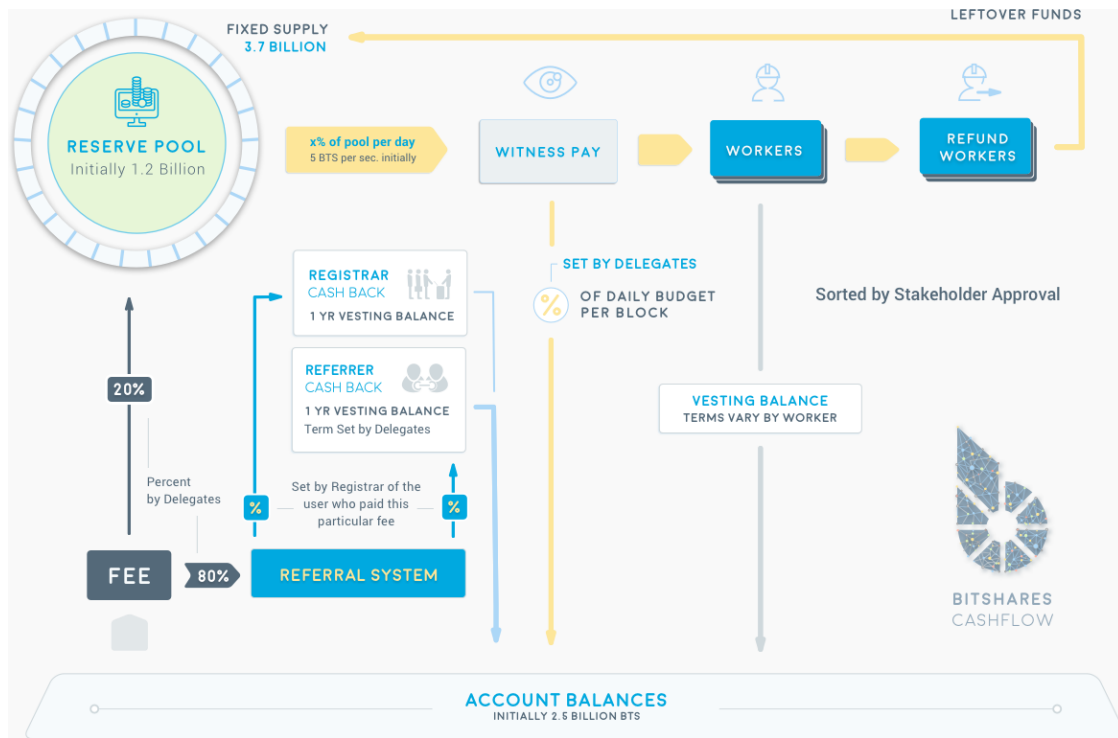 LEFTOVER FUNDS
FIXED SUPPLY
3.7 BILLION
RESERVE POOL
Initially 1.2 Billion
x% of pool per day
5 BTS per sec. initially
WITNESS PAY
WORKERS
REFUND
WORKERS
REGISTRAR
CASH BACK
1 YR VESTING BALANCE
SET BY DELEGATES
%
OF DAILY BUDGET
PER BLOCK
Sorted by Stakeholder Approval
REFERRER
CASH BACK
1 YR VESTING BALANCE
Term Set by Delegates
20%
VESTING BALANCE
TERMS VARY BY WORKER
Percent
by Delegates
%
Set by Registrar of the
user who paid this
particular fee
%
FEE
80%
REFERRAL SYSTEM
BITSHARES
CASHFLOW
ACCOUNT BALANCES
INITIALLY 2.5 BILLION BTS